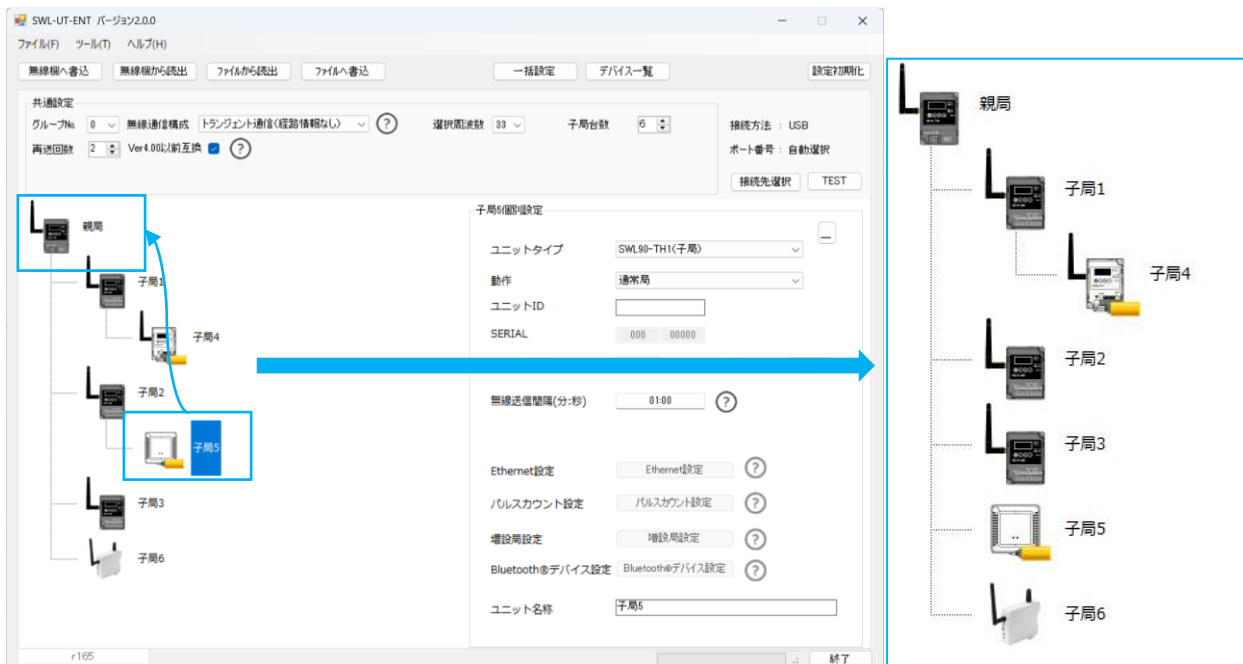 SWL-UT-ENT バージョン2.0.0
ファイル(F) ツール(T) ヘルプ(H)
無線機へ書込 無線機から読出 ファイルから読出 ファイルへ書込 一括設定 デバイス一覧 設定初期化
共通設定
グループNo 0 無線通信構成 トランジェント通信(経路情報なし) ? 選択周波数 33 子局台数 6
再送回数 2 Ver4.00以前互換 ?
接続方法 : USB
ポート番号 : 自動選択
接続先選択 TEST
親局
子局1
子局4
子局2
子局5
子局3
子局6
子局5個別設定
ユニットタイプ SWL90-TH1(子局)
動作 通常局
ユニットID
SERIAL 000 00000
無線送信間隔(分:秒) 01:00 ?
Ethernet設定 Ethernet設定 ?
パルスカウント設定 パルスカウント設定 ?
増設局設定 増設局設定 ?
Bluetooth®デバイス設定 Bluetooth®デバイス設定 ?
ユニット名称 子局5
r165
終了
親局
子局1
子局4
子局2
子局3
子局5
子局6